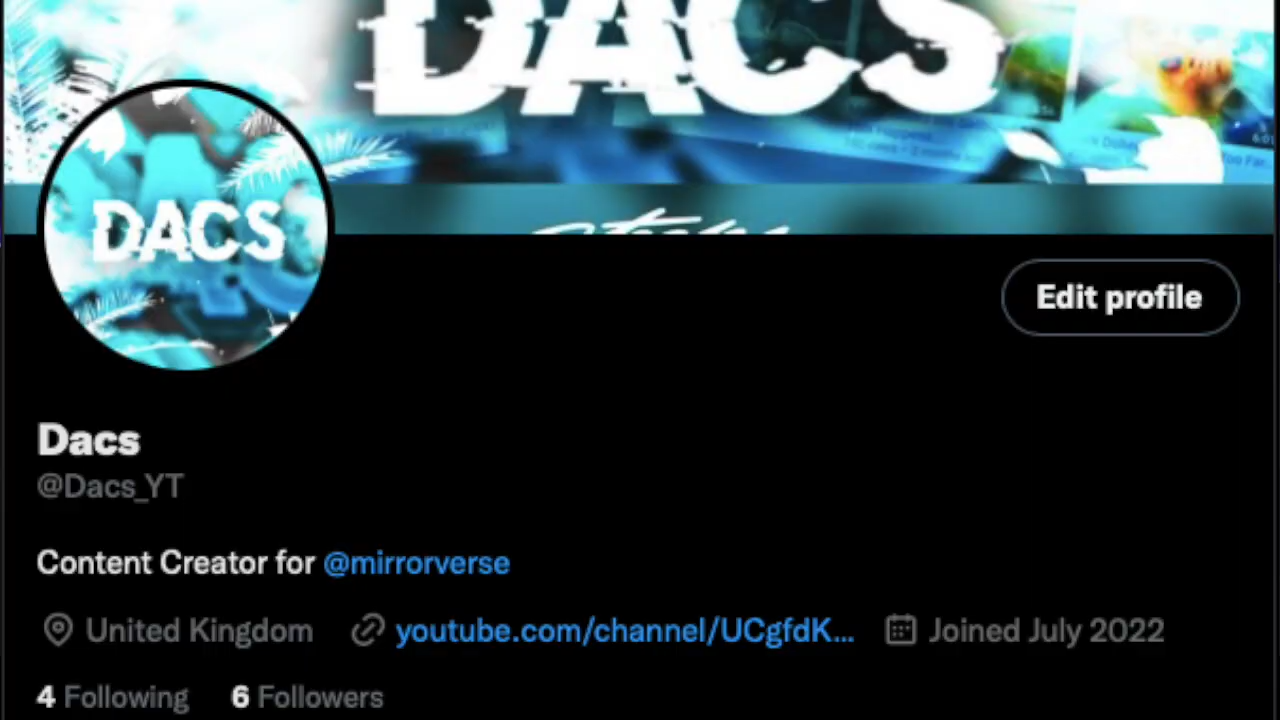 DACS
DACS
Edit profile
Dacs
@Dacs_YT
Content Creator for @mirrorverse
United Kingdom youtube.com/channel/UCgfdK... Joined July 2022
4 Following 6 Followers